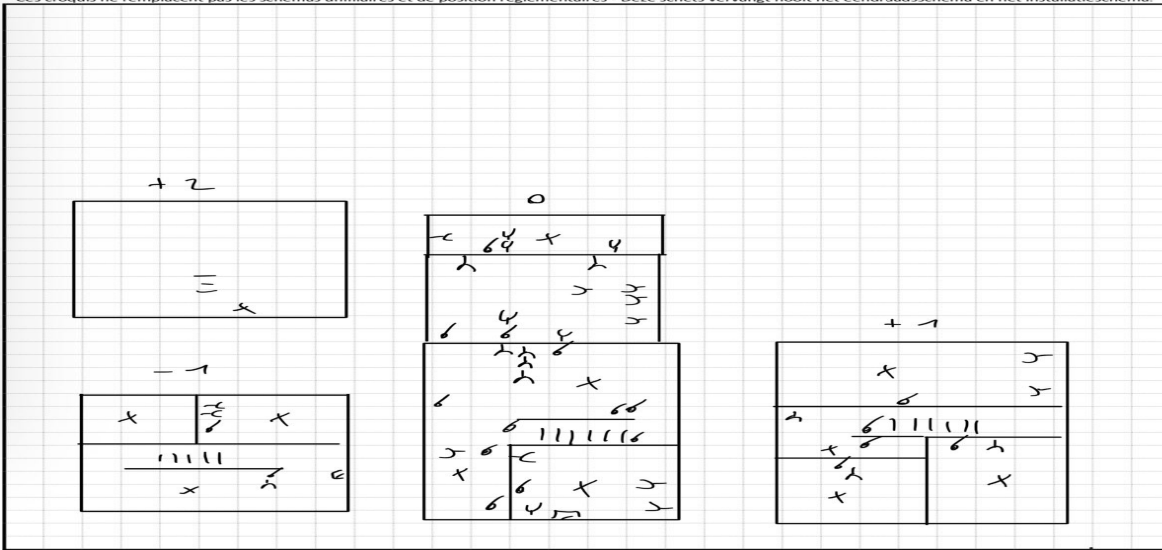 Ces croquis ne remplacent pas les schémas unifilaires et de position réglementaires - Deze schets vervangt nooit het eendraadsschema en het installatieschema.
+ 2
0
+ 1
- 1